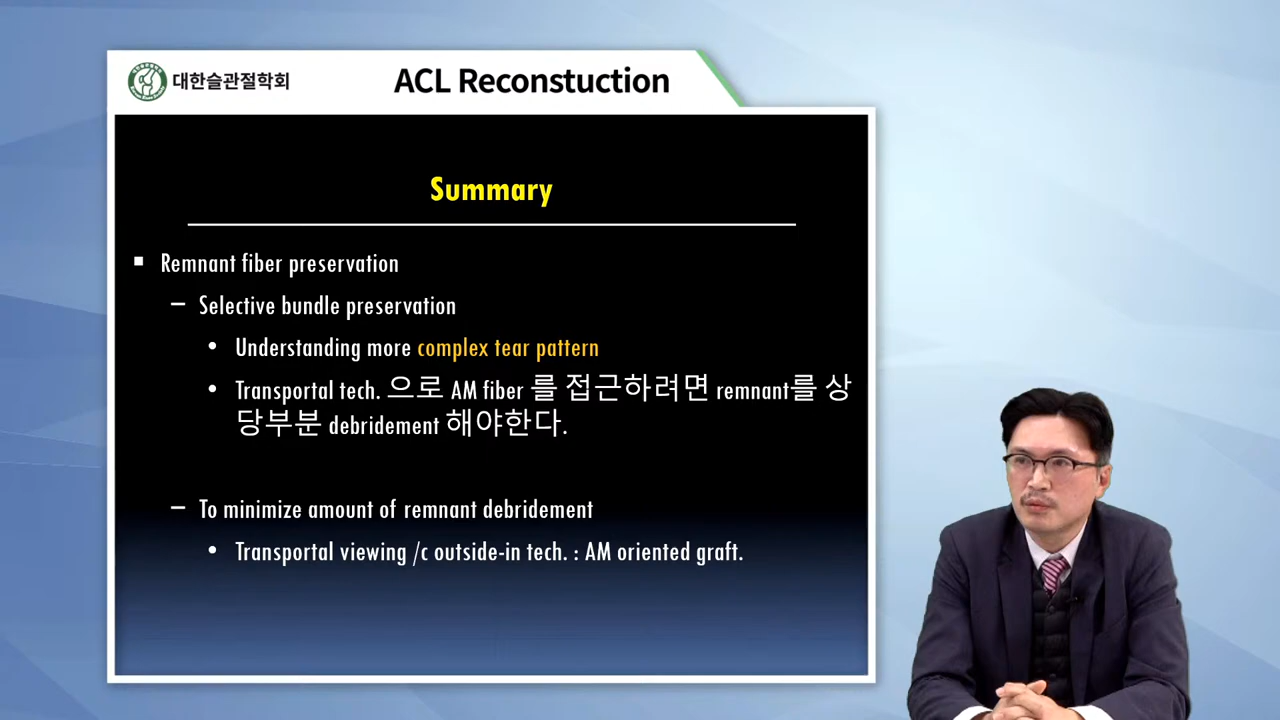 대한슬관절학회
ACL Reconstuction
Summary
Remnant fiber preservation
– Selective bundle preservation
• Understanding more complex tear pattern
• Transportal tech. 으로 AM fiber 를 접근하려면 remnant를 상
당부분 debridement 해야한다.
– To minimize amount of remnant debridement
• Transportal viewing /c outside-in tech. : AM oriented graft.